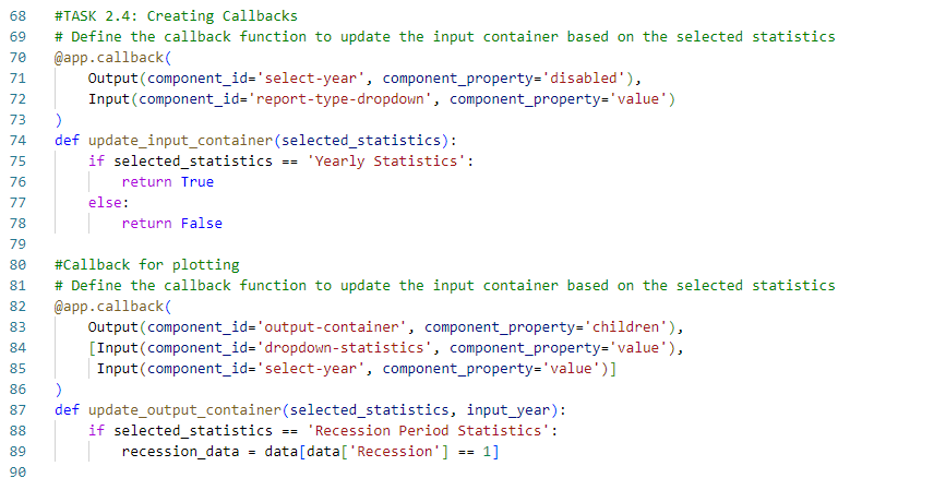 68 #TASK 2.4: Creating Callbacks
69 # Define the callback function to update the input container based on the selected statistics
70 @app.callback(
71     Output(component_id='select-year', component_property='disabled'),
72     Input(component_id='report-type-dropdown', component_property='value')
73 )
74 def update_input_container(selected_statistics):
75     if selected_statistics == 'Yearly Statistics':
76         return True
77     else:
78         return False
79
80 #Callback for plotting
81 # Define the callback function to update the input container based on the selected statistics
82 @app.callback(
83     Output(component_id='output-container', component_property='children'),
84     [Input(component_id='dropdown-statistics', component_property='value'),
85      Input(component_id='select-year', component_property='value')]
86 )
87 def update_output_container(selected_statistics, input_year):
88     if selected_statistics == 'Recession Period Statistics':
89         recession_data = data[data['Recession'] == 1]
90